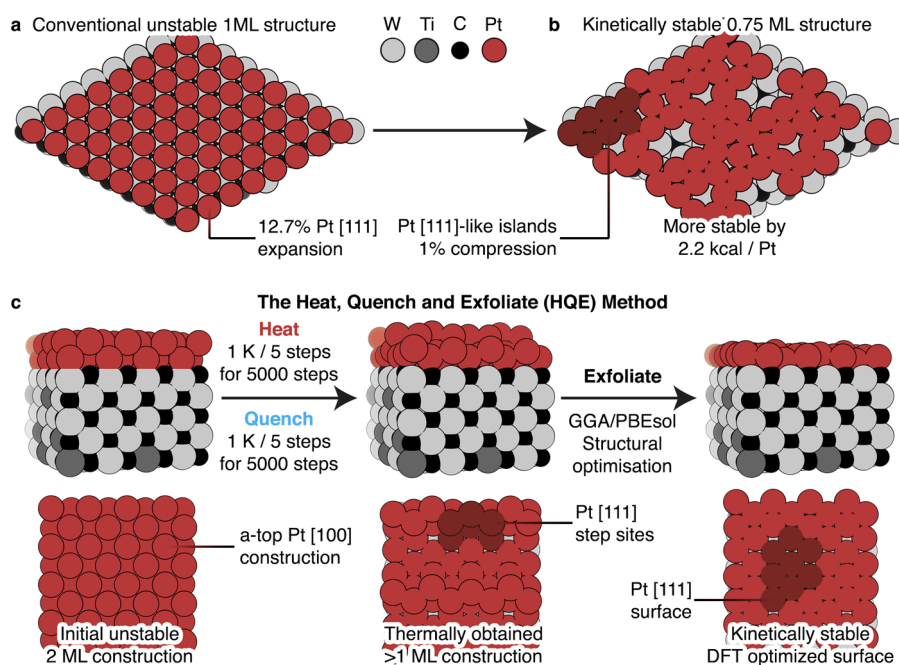 a Conventional unstable 1ML structure
W Ti C Pt
b Kinetically stable 0.75 ML structure
12.7% Pt [111]
expansion
Pt [111]-like islands
1% compression
More stable by
2.2 kcal / Pt
c The Heat, Quench and Exfoliate (HQE) Method
Heat
1 K / 5 steps
for 5000 steps
Quench
1 K / 5 steps
for 5000 steps
Exfoliate
GGA/PBEsol
Structural
optimisation
a-top Pt [100]
construction
Initial unstable
2 ML construction
Pt [111]
step sites
Thermally obtained
>1 ML construction
Pt [111]
surface
Kinetically stable
DFT optimized surface